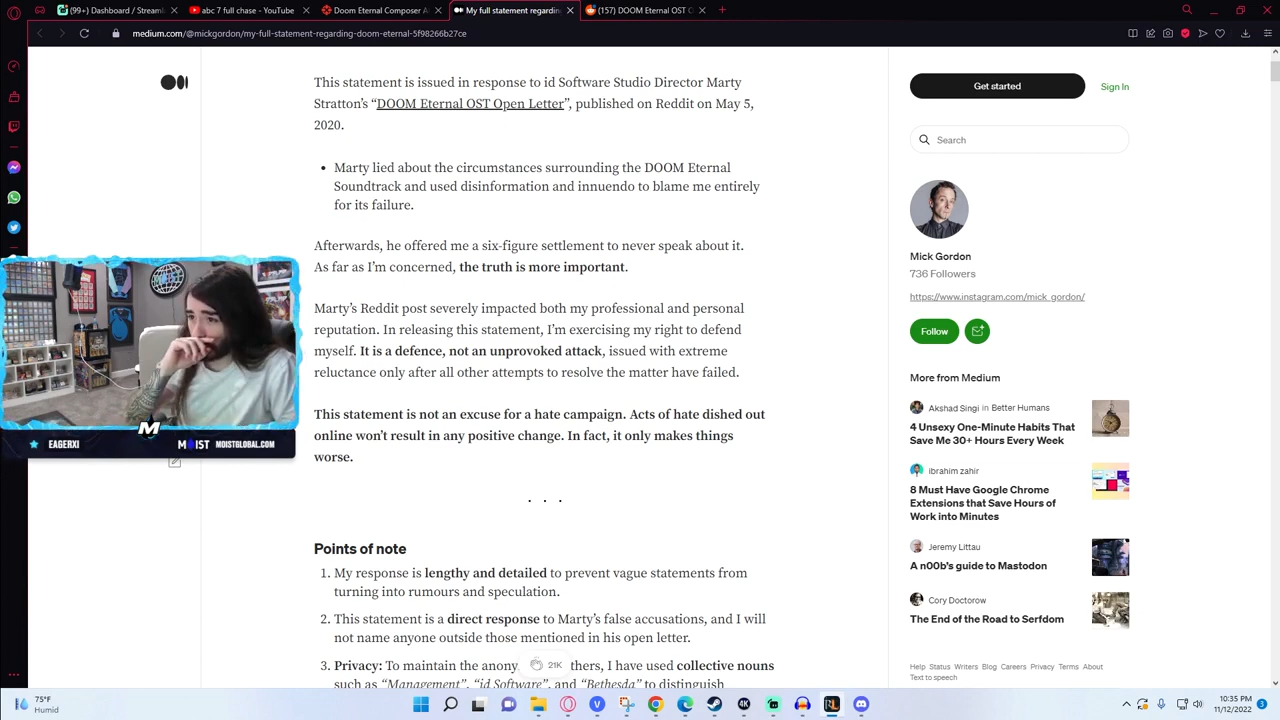 (99+) Dashboard / Stream
abc 7 full chase - YouTube
Doom Eternal Composer A
My full statement regardin
(157) DOOM Eternal OST C
medium.com/@mickgordon/my-full-statement-regarding-doom-eternal-5f98266b27ce
This statement is issued in response to id Software Studio Director Marty
Stratton's “DOOM Eternal OST Open Letter”, published on Reddit on May 5,
2020.
• Marty lied about the circumstances surrounding the DOOM Eternal
Soundtrack and used disinformation and innuendo to blame me entirely
for its failure.
Afterwards, he offered me a six-figure settlement to never speak about it.
As far as I'm concerned, the truth is more important.
Marty's Reddit post severely impacted both my professional and personal
reputation. In releasing this statement, I'm exercising my right to defend
myself. It is a defence, not an unprovoked attack, issued with extreme
reluctance only after all other attempts to resolve the matter have failed.
This statement is not an excuse for a hate campaign. Acts of hate dished out
online won't result in any positive change. In fact, it only makes things
worse.
. . .
Points of note
1. My response is lengthy and detailed to prevent vague statements from
turning into rumours and speculation.
2. This statement is a direct response to Marty's false accusations, and I will
not name anyone outside those mentioned in his open letter.
3. Privacy: To maintain the anony thers, I have used collective nouns
such as “Management”, “id Software”, and “Bethesda” to distinguish
21K
EAGERXI
M
MOIST MOISTGLOBAL.COM
Get started
Sign In
Search
Mick Gordon
736 Followers
https://www.instagram.com/mick_gordon/
Follow
More from Medium
Akshad Singi in Better Humans
4 Unsexy One-Minute Habits That
Save Me 30+ Hours Every Week
ibrahim zahir
8 Must Have Google Chrome
Extensions that Save Hours of
Work into Minutes
Jeremy Littau
A n00b's guide to Mastodon
Cory Doctorow
The End of the Road to Serfdom
Help Status Writers Blog Careers Privacy Terms About
Text to speech
75°F
Humid
4K
10:35 PM
11/12/2022
3